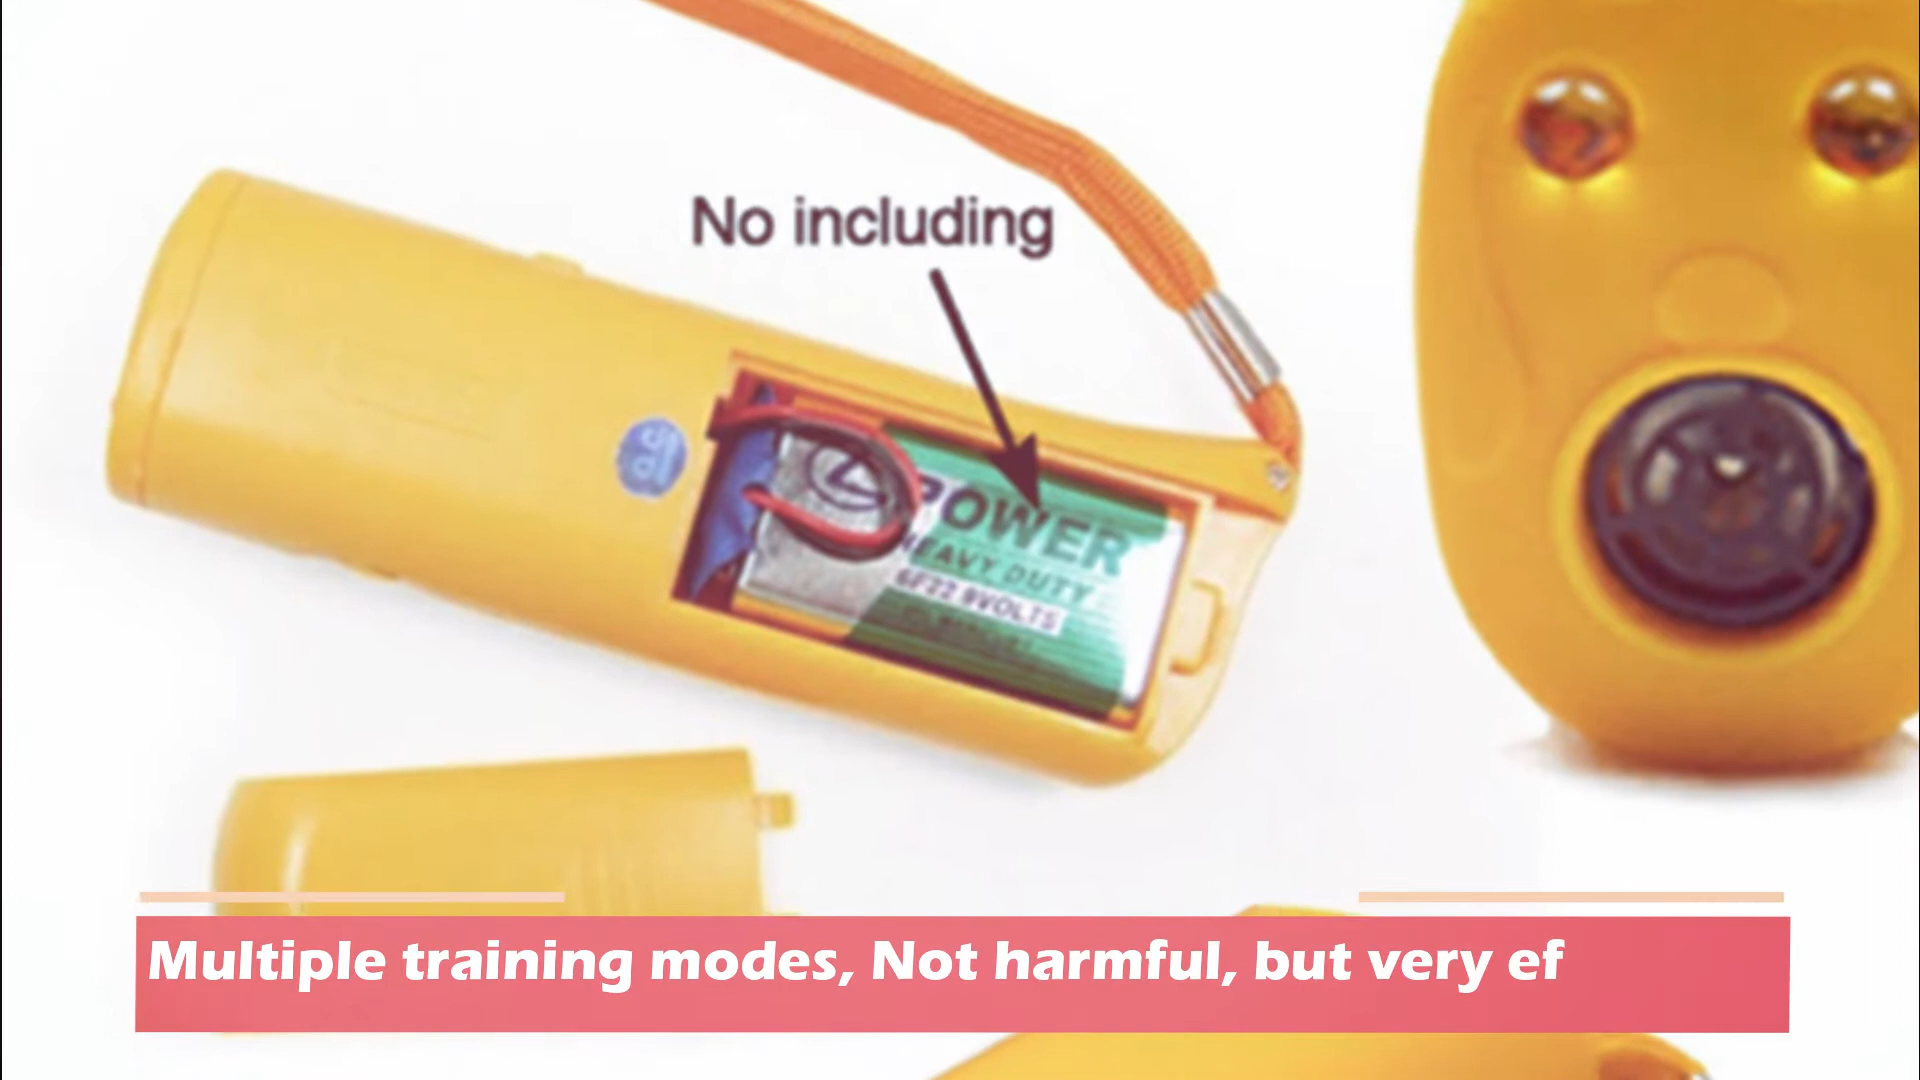 No including
POWER
HEAVY DUTY
6F22 9VOLTS
Multiple training modes, Not harmful, but very ef